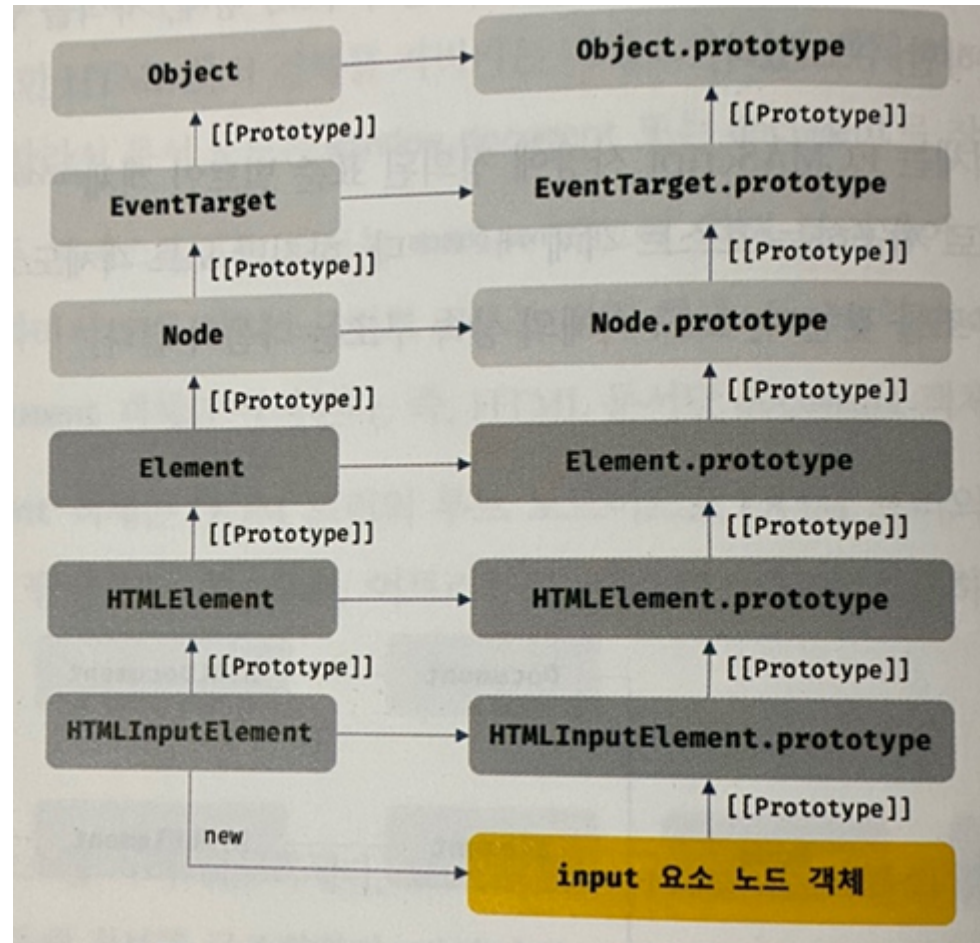 Object
Object.prototype
[[Prototype]]
[[Prototype]]
EventTarget
EventTarget.prototype
[[Prototype]]
[[Prototype]]
Node
Node.prototype
[[Prototype]]
[[Prototype]]
Element
Element.prototype
[[Prototype]]
[[Prototype]]
HTMLElement
HTMLElement.prototype
[[Prototype]]
[[Prototype]]
HTMLInputElement
HTMLInputElement.prototype
[[Prototype]]
new
input 요소 노드 객체